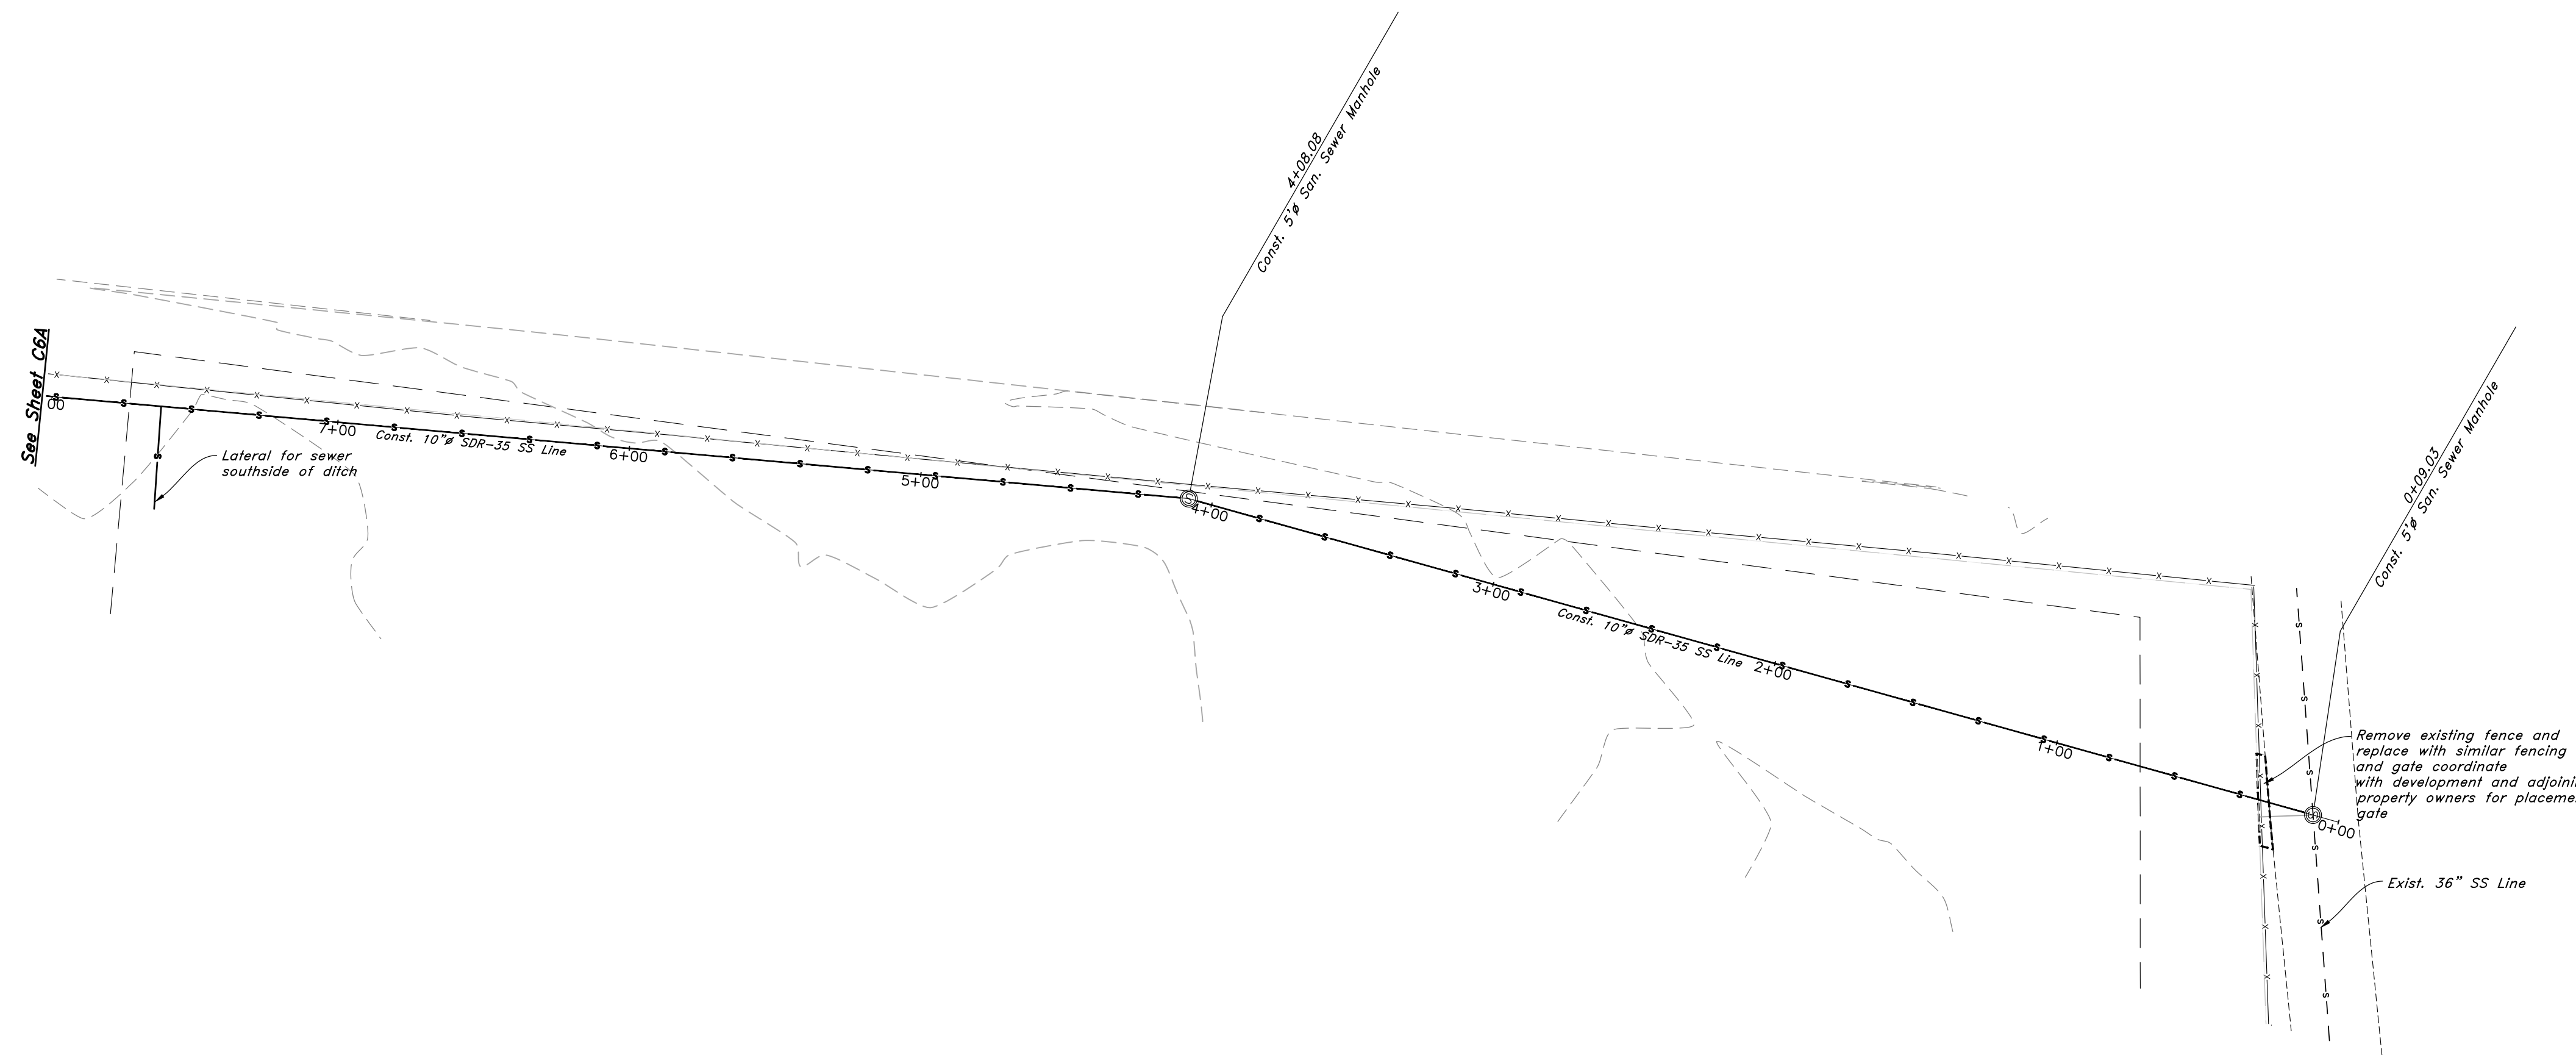 4+08.08
Const. 5'ø San. Sewer Manhole
See Sheet C6A
00
7+00
Const. 10"ø SDR-35 SS Line
6+00
5+00
4+00
Lateral for sewer
southside of ditch
3+00
Const. 10"ø SDR-35 SS Line
2+00
1+00
0+00
0+09.03
Const. 5'ø San. Sewer Manhole
Remove existing fence and
replace with similar fencing
and gate coordinate
with development and adjoini
property owners for placeme
gate
Exist. 36" SS Line